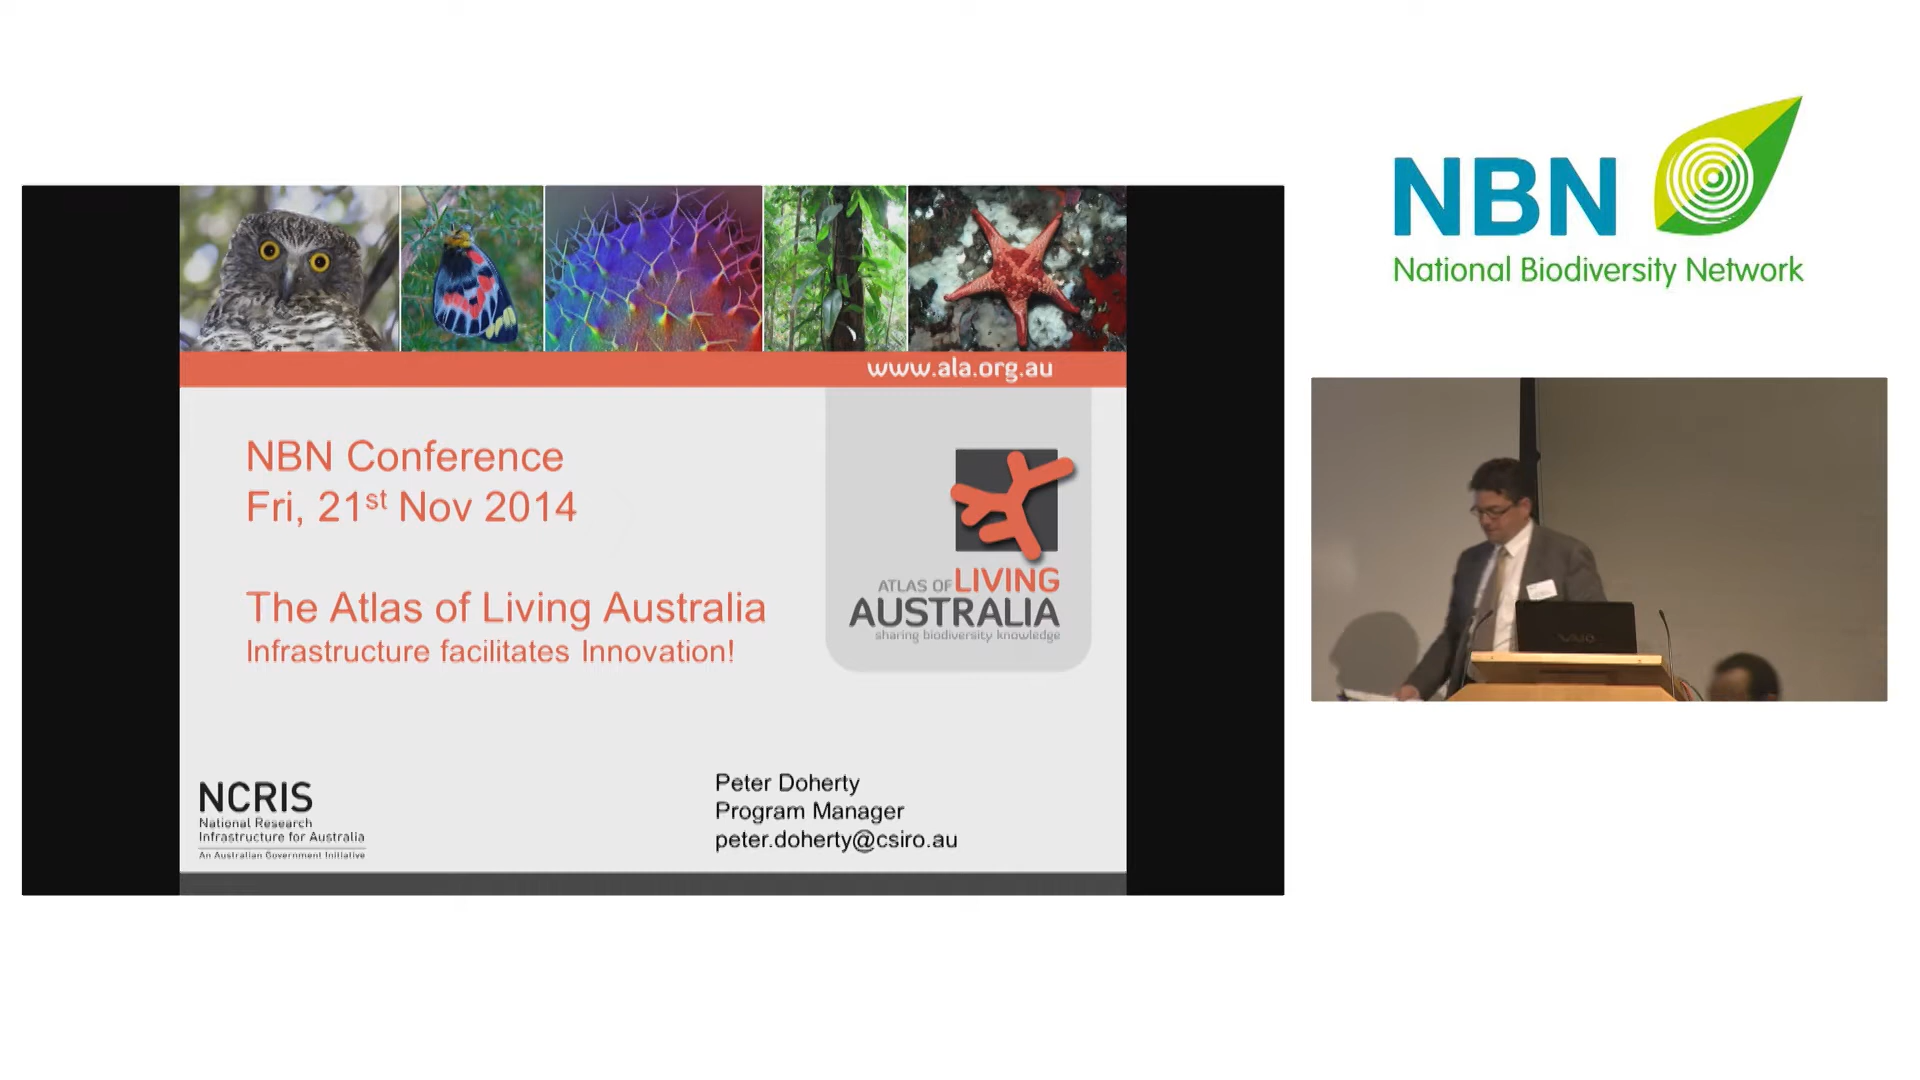 www.ala.org.au
NBN Conference
Fri, 21st Nov 2014
The Atlas of Living Australia
Infrastructure facilitates Innovation!
ATLAS OF LIVING
AUSTRALIA
sharing biodiversity knowledge
NCRIS
National Research
Infrastructure for Australia
An Australian Government Initiative
Peter Doherty
Program Manager
peter.doherty@csiro.au
NBN
National Biodiversity Network
VAIO